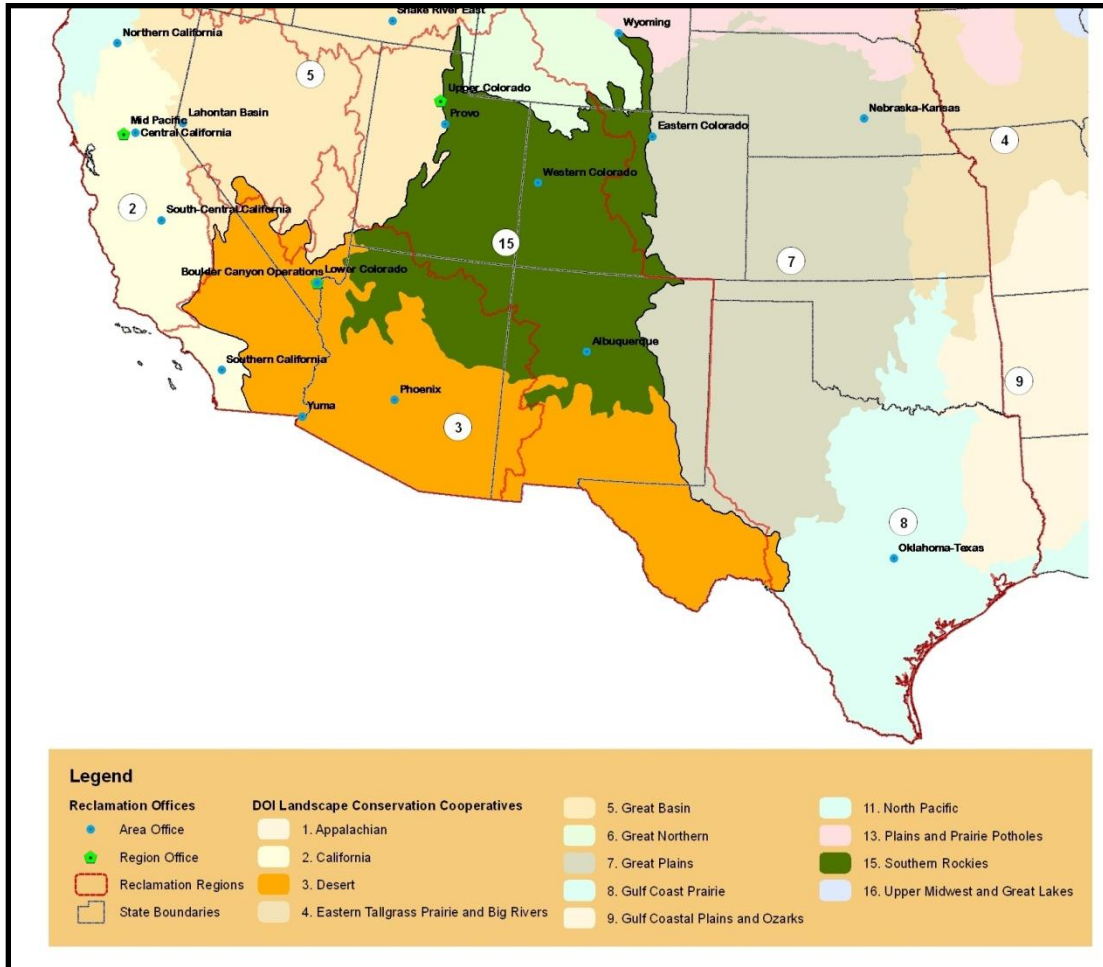 Snake River East
Wyoming
Northern California
5
Upper Colorado
Nebraska-Kansas
Mid Pacific
Lahontan Basin
Central California
Provo
Eastern Colorado
4
Western Colorado
2
South-Central California
15
7
Boulder Canyon Operations
Lower Colorado
Albuquerque
Southern California
9
Phoenix
Yuma
3
8
Oklahoma-Texas
Legend
Reclamation Offices
Area Office
Region Office
Reclamation Regions
State Boundaries
DOI Landscape Conservation Cooperatives
1. Appalachian
2. California
3. Desert
4. Eastern Tallgrass Prairie and Big Rivers
5. Great Basin
6. Great Northern
7. Great Plains
8. Gulf Coast Prairie
9. Gulf Coastal Plains and Ozarks
11. North Pacific
13. Plains and Prairie Potholes
15. Southern Rockies
16. Upper Midwest and Great Lakes